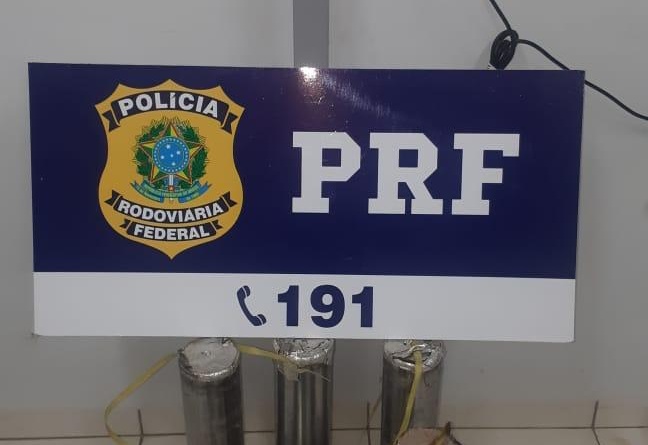 POLÍCIA
RODOVIÁRIA
FEDERAL
PRF
191